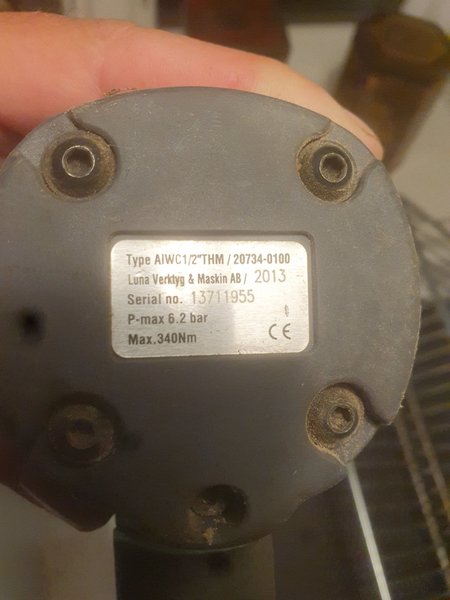 Type AIWC1/2"THM / 20734-0100
Luna Verktyg & Maskin AB / 2013
Serial no. 13711955
P-max 6.2 bar
Max. 340Nm CE